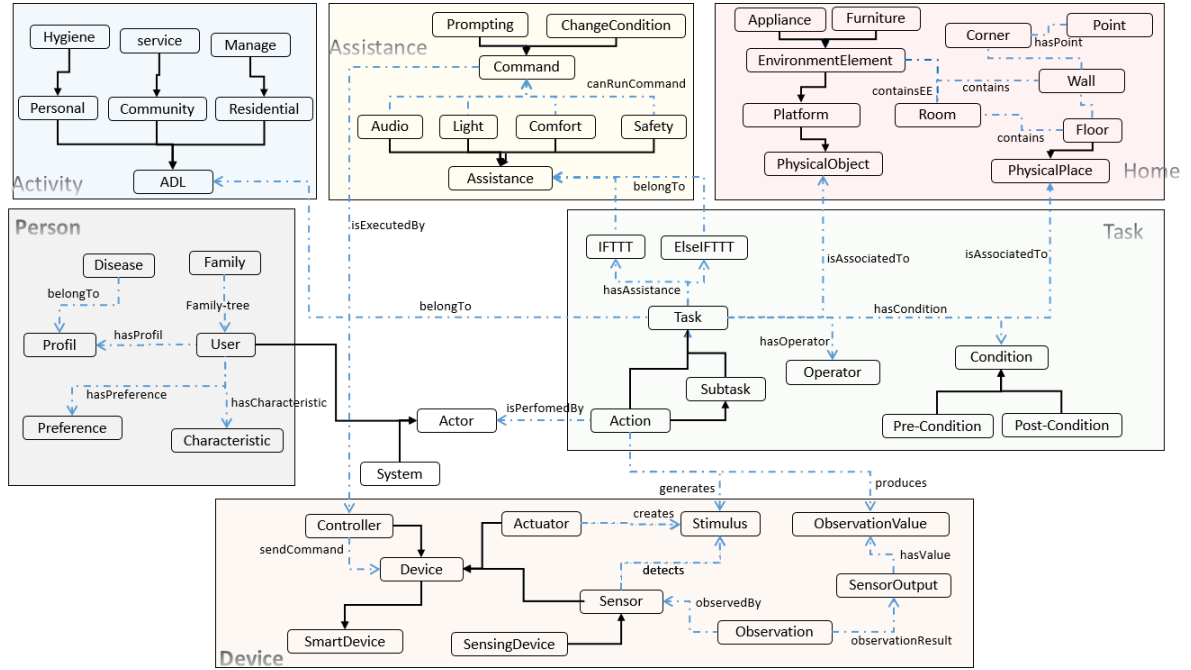 Hygiene
service
Manage
Personal
Community
Residential
ADL
Activity
Assistance
Prompting
ChangeCondition
Command
canRunCommand
Audio
Light
Comfort
Safety
Assistance
belongTo
Appliance
Furniture
Corner
hasPoint
Point
EnvironmentElement
containsEE
contains
Wall
Platform
Room
contains
Floor
PhysicalObject
PhysicalPlace
Home
Person
Disease
Family
belongTo
Family-tree
Profil
hasProfil
User
hasPreference
hasCharacteristic
Preference
Characteristic
isExecutedBy
belongTo
Actor
isPerfomedBy
System
Task
IFTTT
ElseIFTTT
isAssociatedTo
isAssociatedTo
hasAssistance
Task
hasCondition
hasOperator
Condition
Operator
Subtask
Action
Pre-Condition
Post-Condition
generates
produces
Controller
Actuator
creates
Stimulus
ObservationValue
sendCommand
hasValue
Device
detects
SensorOutput
Sensor
observedBy
SmartDevice
SensingDevice
Observation
observationResult
Device